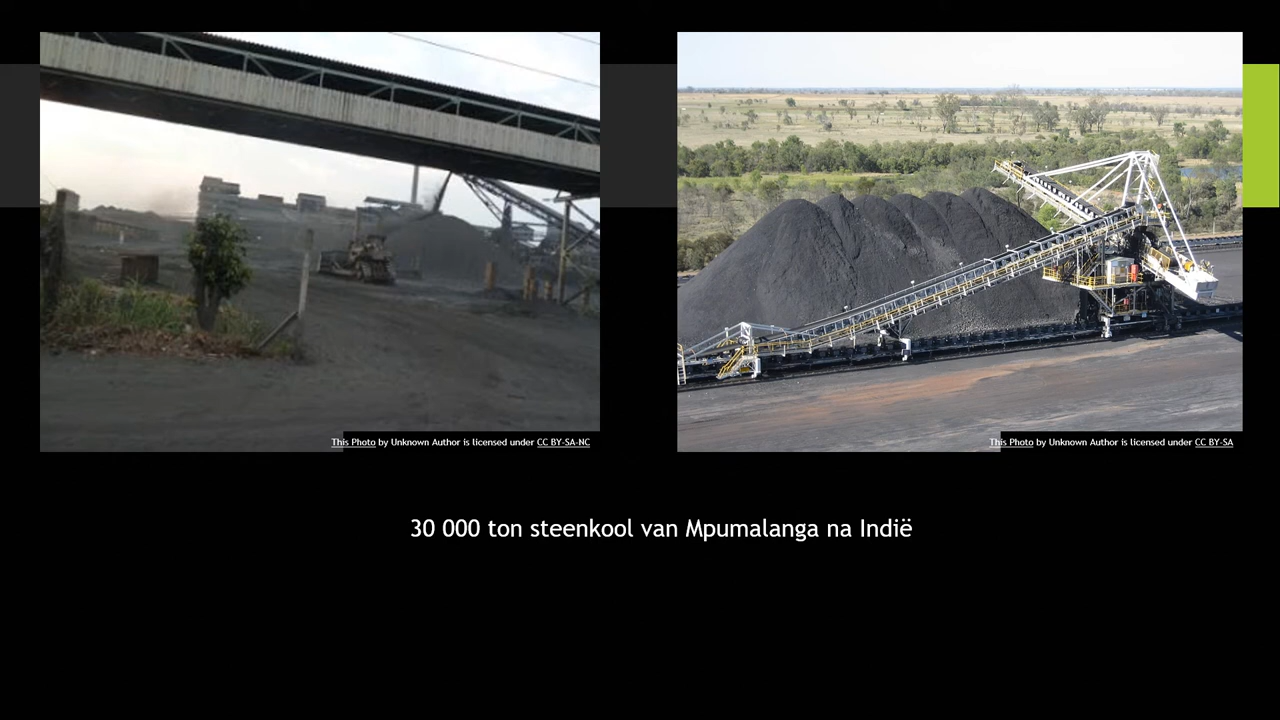 This Photo by Unknown Author is licensed under CC BY-SA-NC
This Photo by Unknown Author is licensed under CC BY-SA
30 000 ton steenkool van Mpumalanga na Indië